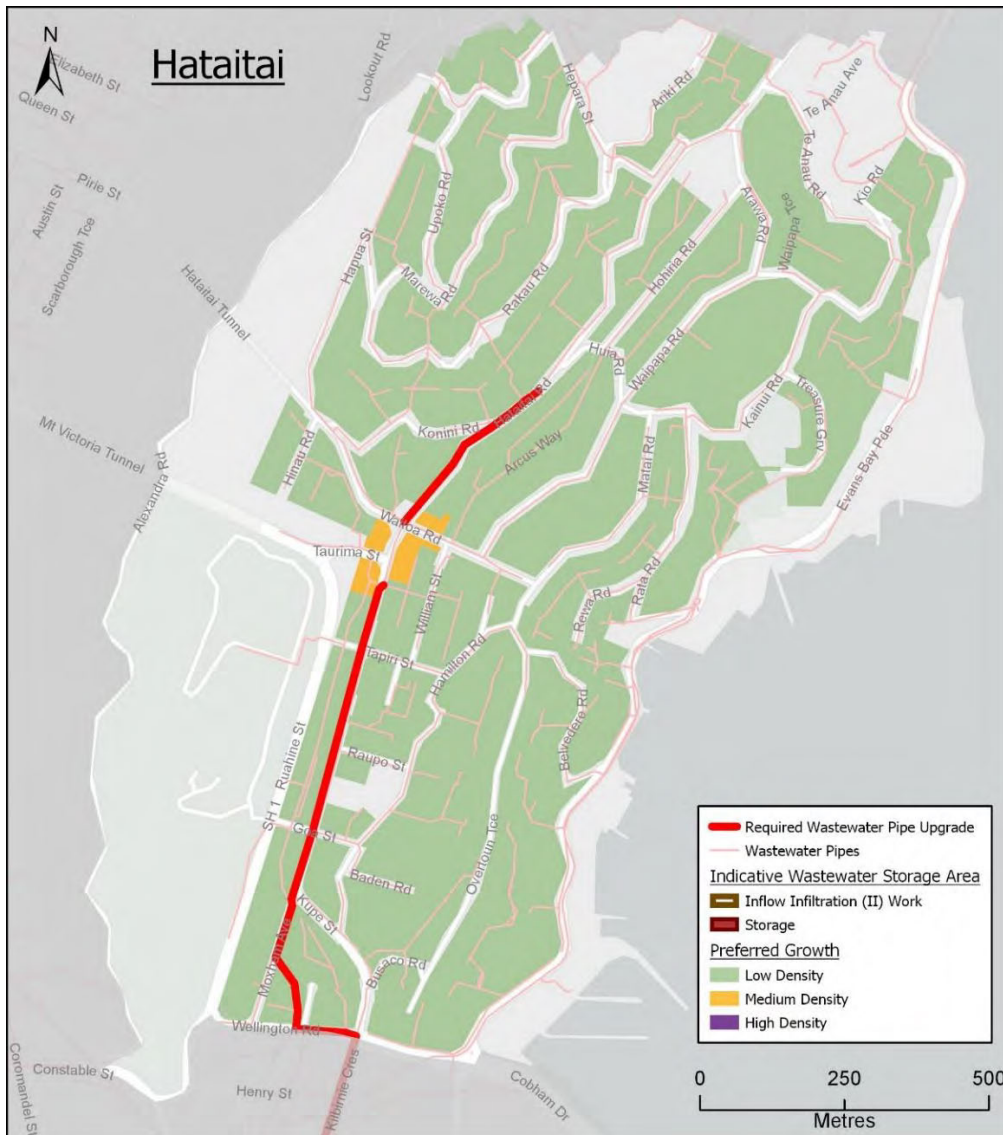 N
Hataitai
Elizabeth St
Queen St
Lookout Rd
Pirie St
Austin St
Scarborough Tce
Hepara St
Ariki Rd
Te Anau Ave
Te Anau Rd
Kio Rd
Upoko Rd
Hapua St
Marewa Rd
Rakau Rd
Hohiria Rd
Arawa Rd
Waipapa Tce
Hataitai Tunnel
Huia Rd
Waipapa Rd
Hataitai Rd
Konini Rd
Arcus Way
Kainui Rd
Treasure Grv
Matai Rd
Evans Bay Pde
Mt Victoria Tunnel
Alexandra Rd
Hinau Rd
Waitoa Rd
Taurima St
William St
Rewa Rd
Rata Rd
Tapiri St
Hamilton Rd
Belvedere Rd
SH 1
Ruahine St
Raupo St
Goa St
Baden Rd
Overtoun Tce
Kupe St
Moxham Ave
Busaco Rd
Wellington Rd
Constable St
Coromandel St
Henry St
Kilbirnie Cres
Cobham Dr
Required Wastewater Pipe Upgrade
Wastewater Pipes
Indicative Wastewater Storage Area
Inflow Infiltration (II) Work
Storage
Preferred Growth
Low Density
Medium Density
High Density
0 250 500
Metres